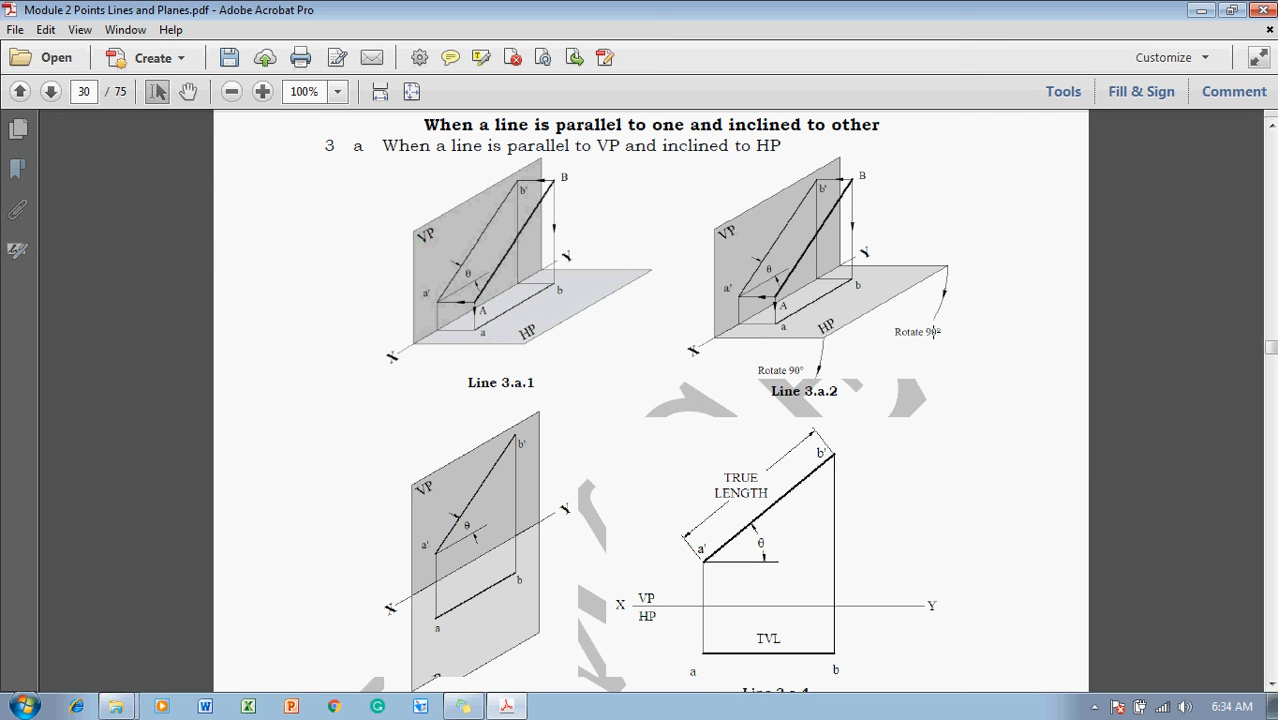 Module 2 Points Lines and Planes.pdf - Adobe Acrobat Pro
File Edit View Window Help
Open Create Customize
30 / 75 100% Tools Fill & Sign Comment
When a line is parallel to one and inclined to other
3 a When a line is parallel to VP and inclined to HP
B
b'
VP
Y
θ
a'
A
b
a
HP
X
Line 3.a.1
B
b'
VP
Y
θ
a'
A
b
a
HP
X
Rotate 90°
Rotate 90°
Line 3.a.2
b'
VP
Y
θ
a'
b
X
a
b'
TRUE
LENGTH
a'
θ
X VP Y
HP
TVL
a b
6:34 AM